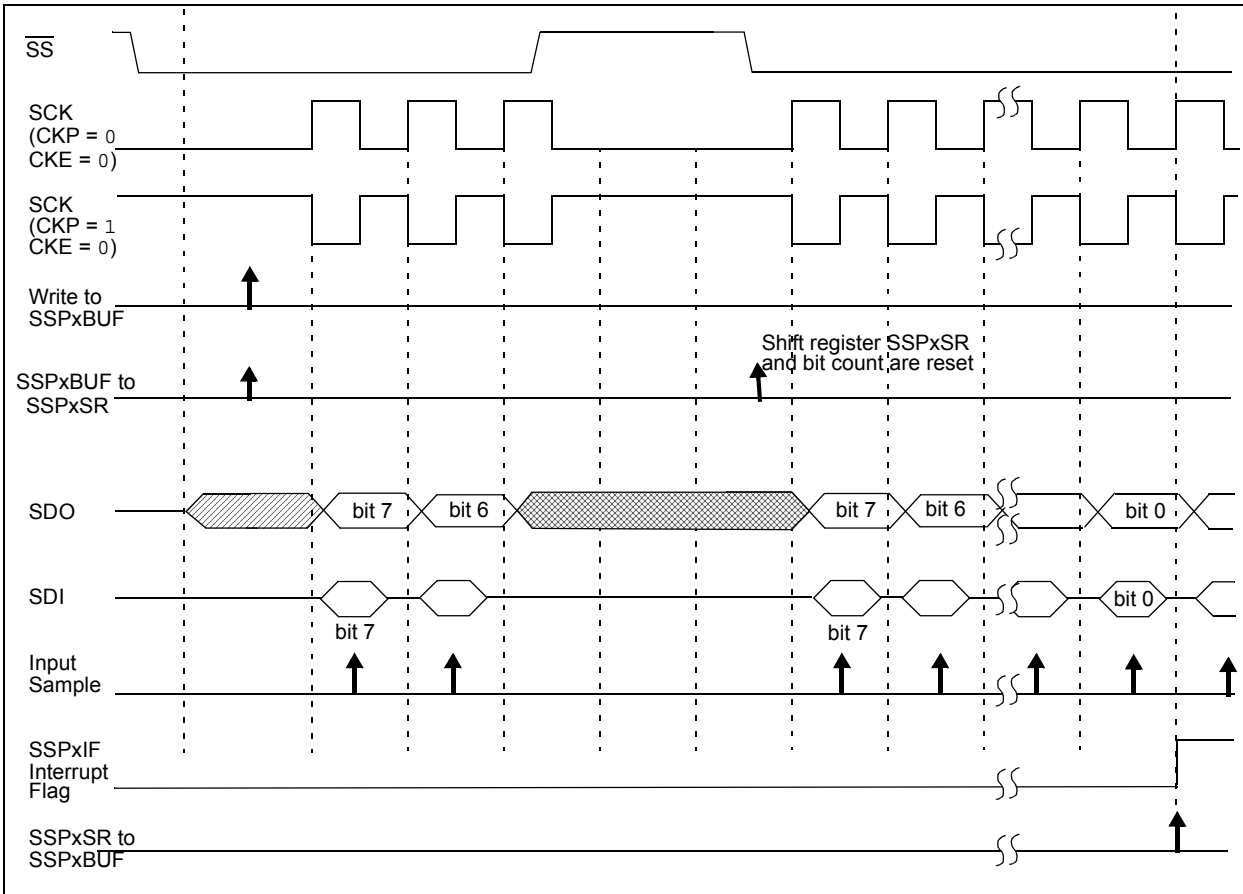 SS
SCK
(CKP = 0
CKE = 0)
SCK
(CKP = 1
CKE = 0)
Write to
SSPxBUF
Shift register SSPxSR
and bit count are reset
SSPxBUF to
SSPxSR
SDO
bit 7
bit 6
bit 7
bit 6
bit 0
SDI
bit 0
bit 7
bit 7
Input
Sample
SSPxIF
Interrupt
Flag
SSPxSR to
SSPxBUF